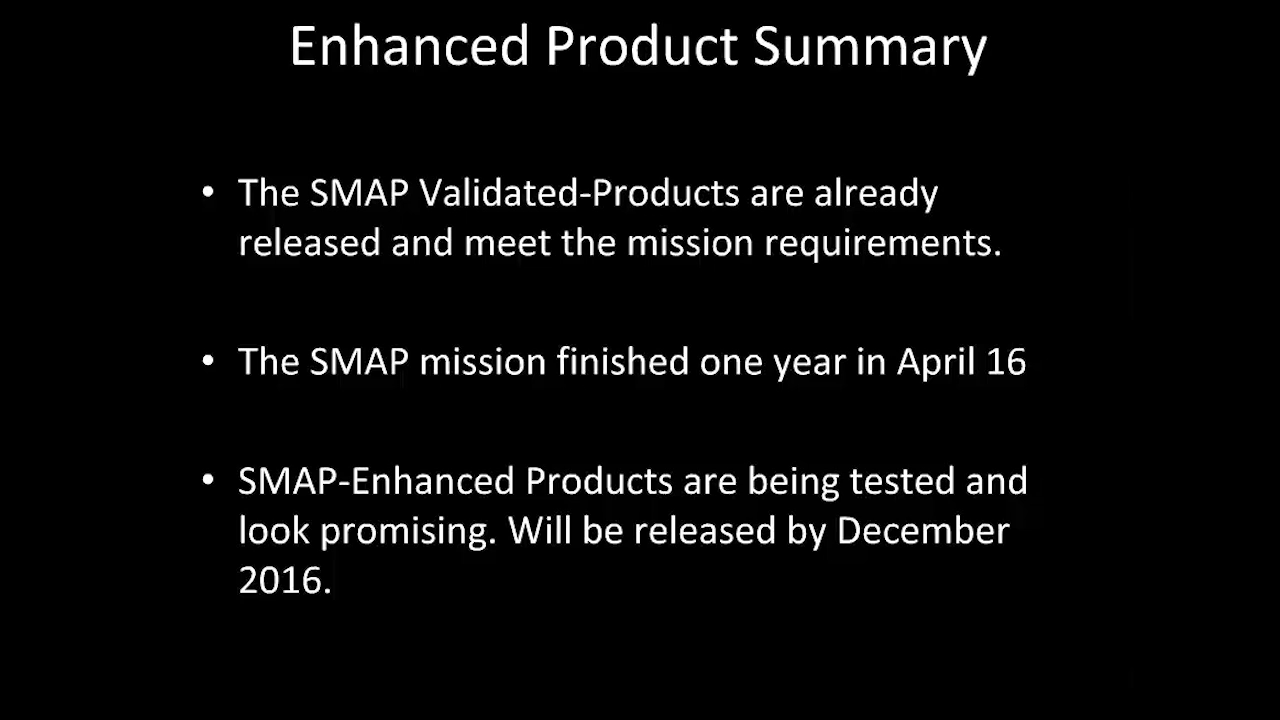 Enhanced Product Summary
• The SMAP Validated-Products are already
released and meet the mission requirements.
• The SMAP mission finished one year in April 16
• SMAP-Enhanced Products are being tested and
look promising. Will be released by December
2016.